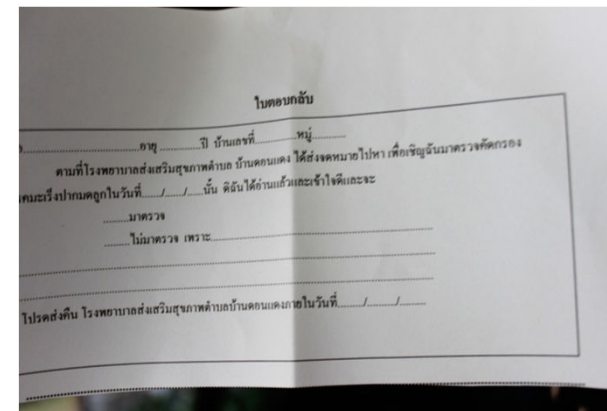 ใบตอบกลับ
อ..............................อายุ ............ปี บ้านเลขที่............หมู่..........
ตามที่โรงพยาบาลส่งเสริมสุขภาพตำบล บ้านดอนแดง ได้ส่งจดหมายไปหา เพื่อเชิญฉันมาตรวจคัดกรอง
คมะเร็งปากมดลูกในวันที่....../....../......นั้น ดิฉันได้อ่านแล้วและเข้าใจดีและจะ
........มาตรวจ
........ไม่มาตรวจ เพราะ..................................................
โปรดส่งคืน โรงพยาบาลส่งเสริมสุขภาพตำบลบ้านดอนแดงภายในวันที่......../......../........